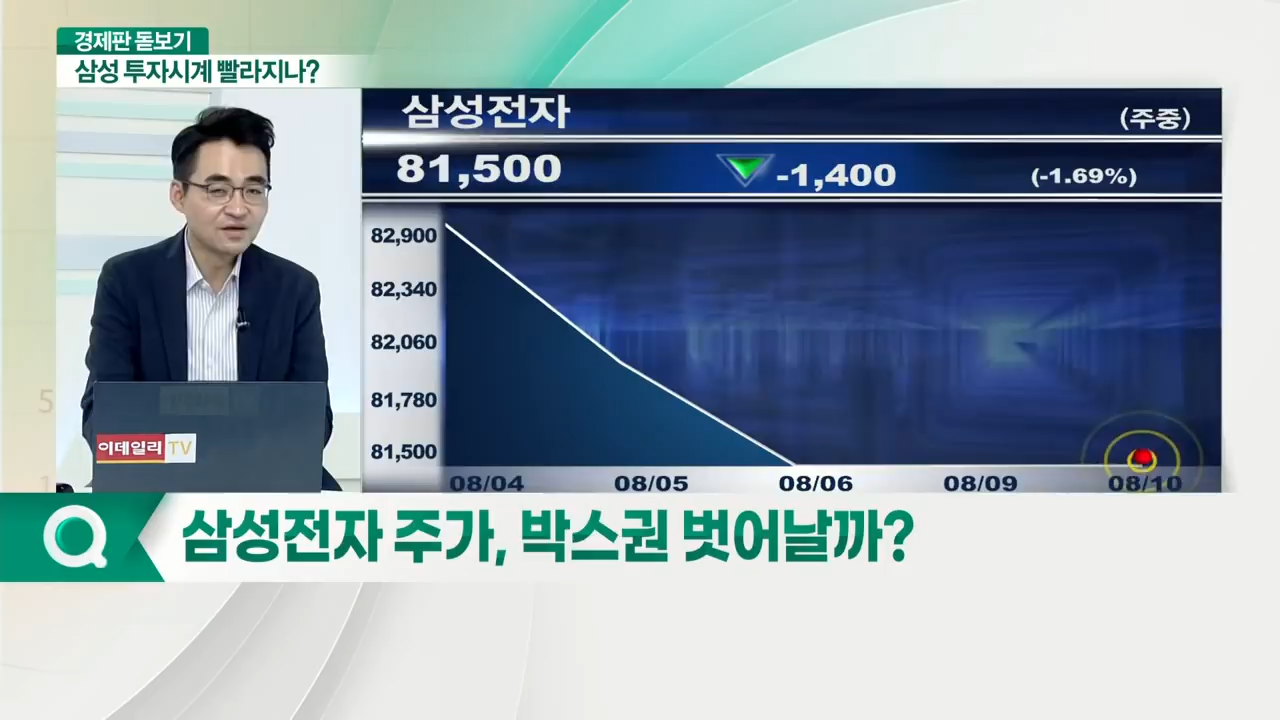 경제판 돋보기
삼성 투자시계 빨라지나?
삼성전자
(주중)
81,500
-1,400
(-1.69%)
82,900
82,340
82,060
81,780
81,500
08/04
08/05
08/06
08/09
08/10
이데일리 TV
삼성전자 주가, 박스권 벗어날까?